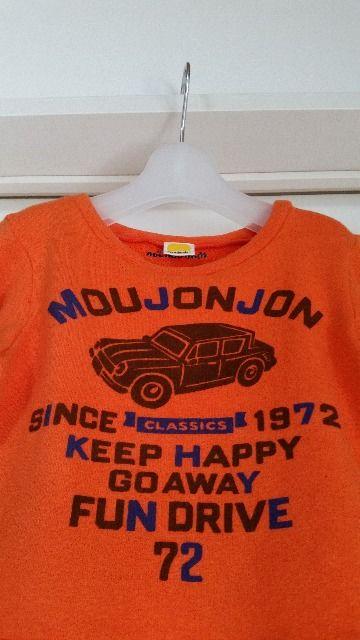 MOUJONJON
SINCE CLASSICS 1972
KEEP HAPPY
GO AWAY
FUN DRIVE
72